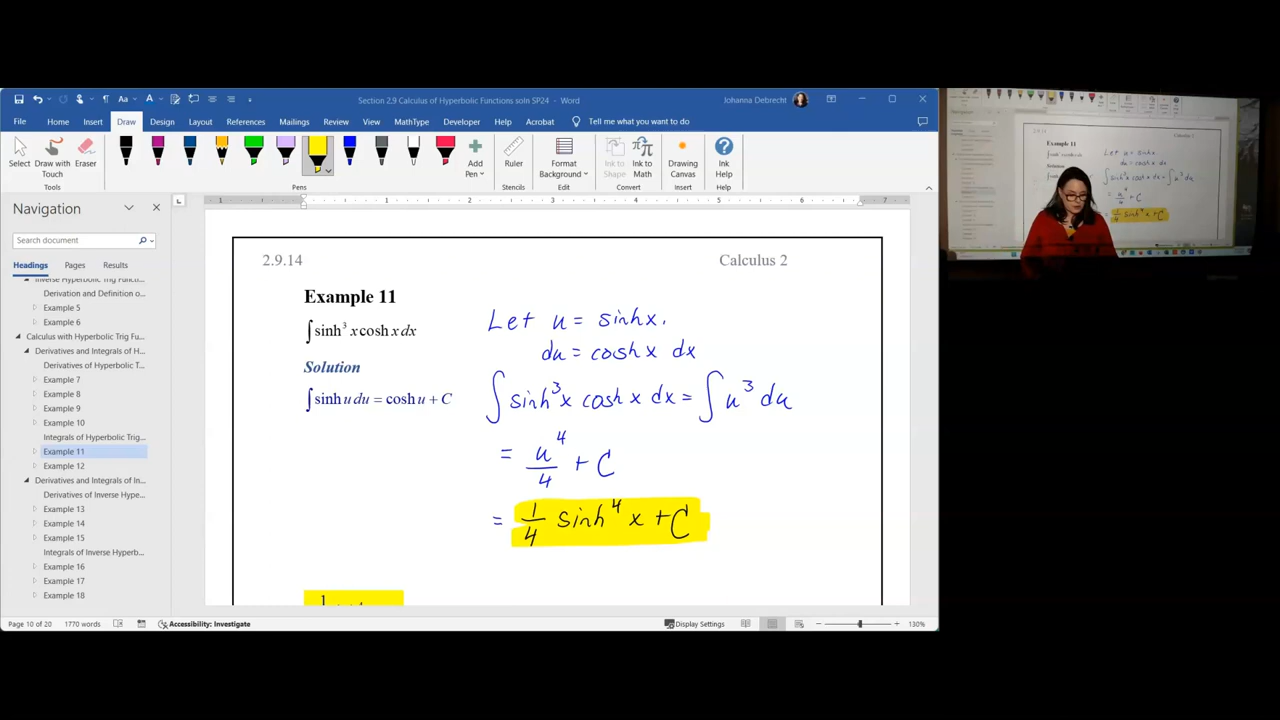 Section 2.9 Calculus of Hyperbolic Functions soln SP24 - Word
Johanna Debrecht
File Home Insert Draw Design Layout References Mailings Review View MathType Developer Help Acrobat Tell me what you want to do
Select
Draw with Touch
Eraser
Add Pen
Ruler
Format Background
Ink to Shape
Ink to Math
Drawing Canvas
Ink Help
Tools Pens Stencils Edit Convert Insert Help
Navigation
Search document
Headings Pages Results
Inverse Hyperbolic Trig Func...
Derivation and Definition o...
Example 5
Example 6
Calculus with Hyperbolic Trig Fu...
Derivatives and Integrals of H...
Derivatives of Hyperbolic T...
Example 7
Example 8
Example 9
Example 10
Integrals of Hyperbolic Trig...
Example 11
Example 12
Derivatives and Integrals of In...
Derivatives of Inverse Hype...
Example 13
Example 14
Example 15
Integrals of Inverse Hyperb...
Example 16
Example 17
Example 18
2.9.14 Calculus 2
Example 11
∫sinh³ x cosh x dx
Solution
∫sinh u du = cosh u + C
Let u = sinhx.
du = cosh x dx
∫ sinh³x cosh x dx = ∫ u³ du
= u⁴/4 + C
= 1/4 sinh⁴ x + C
Page 10 of 20 1770 words Accessibility: Investigate Display Settings 130%